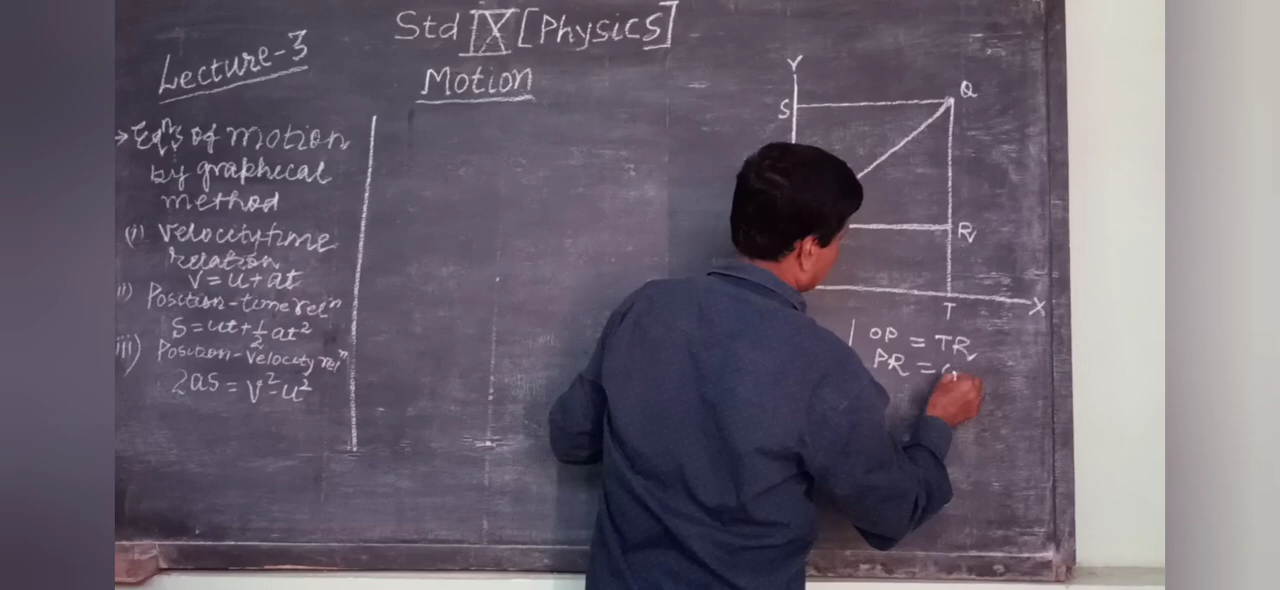 Std IX [Physics]
Lecture-3
Motion
→ Eqⁿs of motion
by graphical
method
(i) Velocity-time
relation
v = u + at
ii) Position-time relⁿ
S = ut + ½ at²
iii) Position-velocity relⁿ
2as = v² - u²
Y
S
Q
R
T
X
OP = TR
PR =